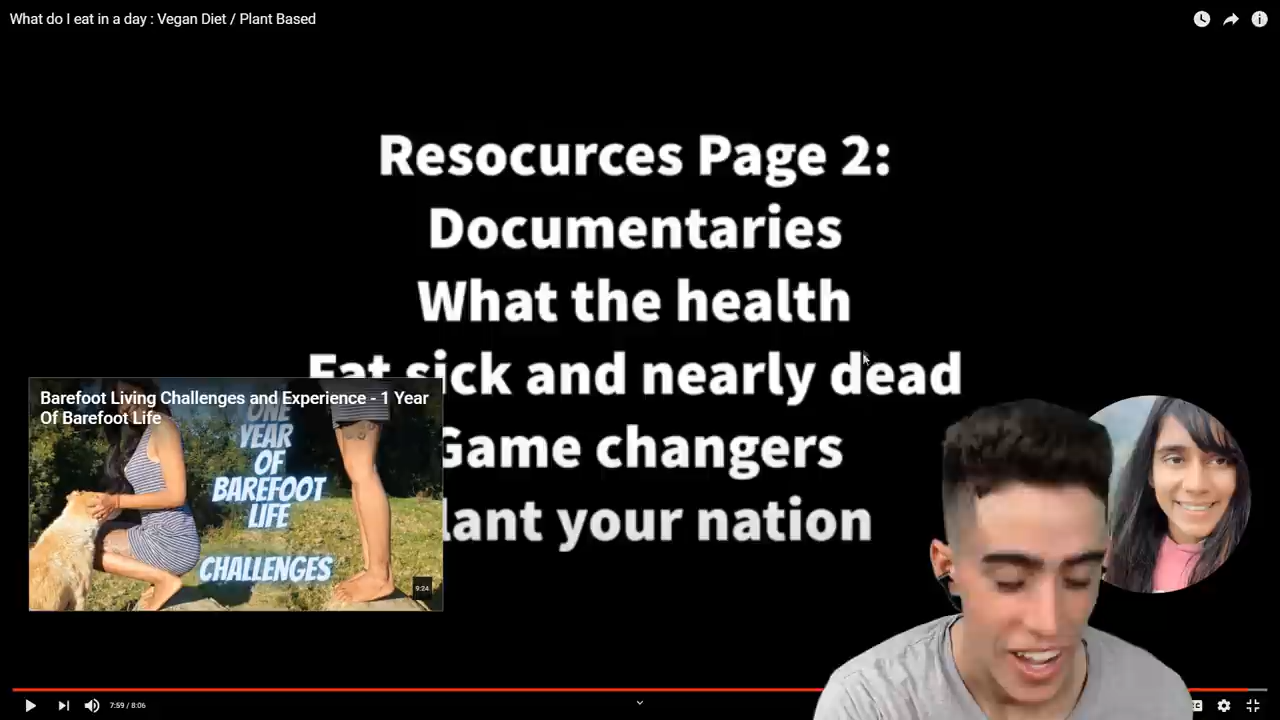 What do I eat in a day : Vegan Diet / Plant Based
Resocurces Page 2:
Documentaries
What the health
Fat sick and nearly dead
Game changers
your nation
Barefoot Living Challenges and Experience - 1 Year
Of Barefoot Life
ONE
YEAR
OF
BAREFOOT
LIFE
CHALLENGES
9:24
7:59 / 8:06